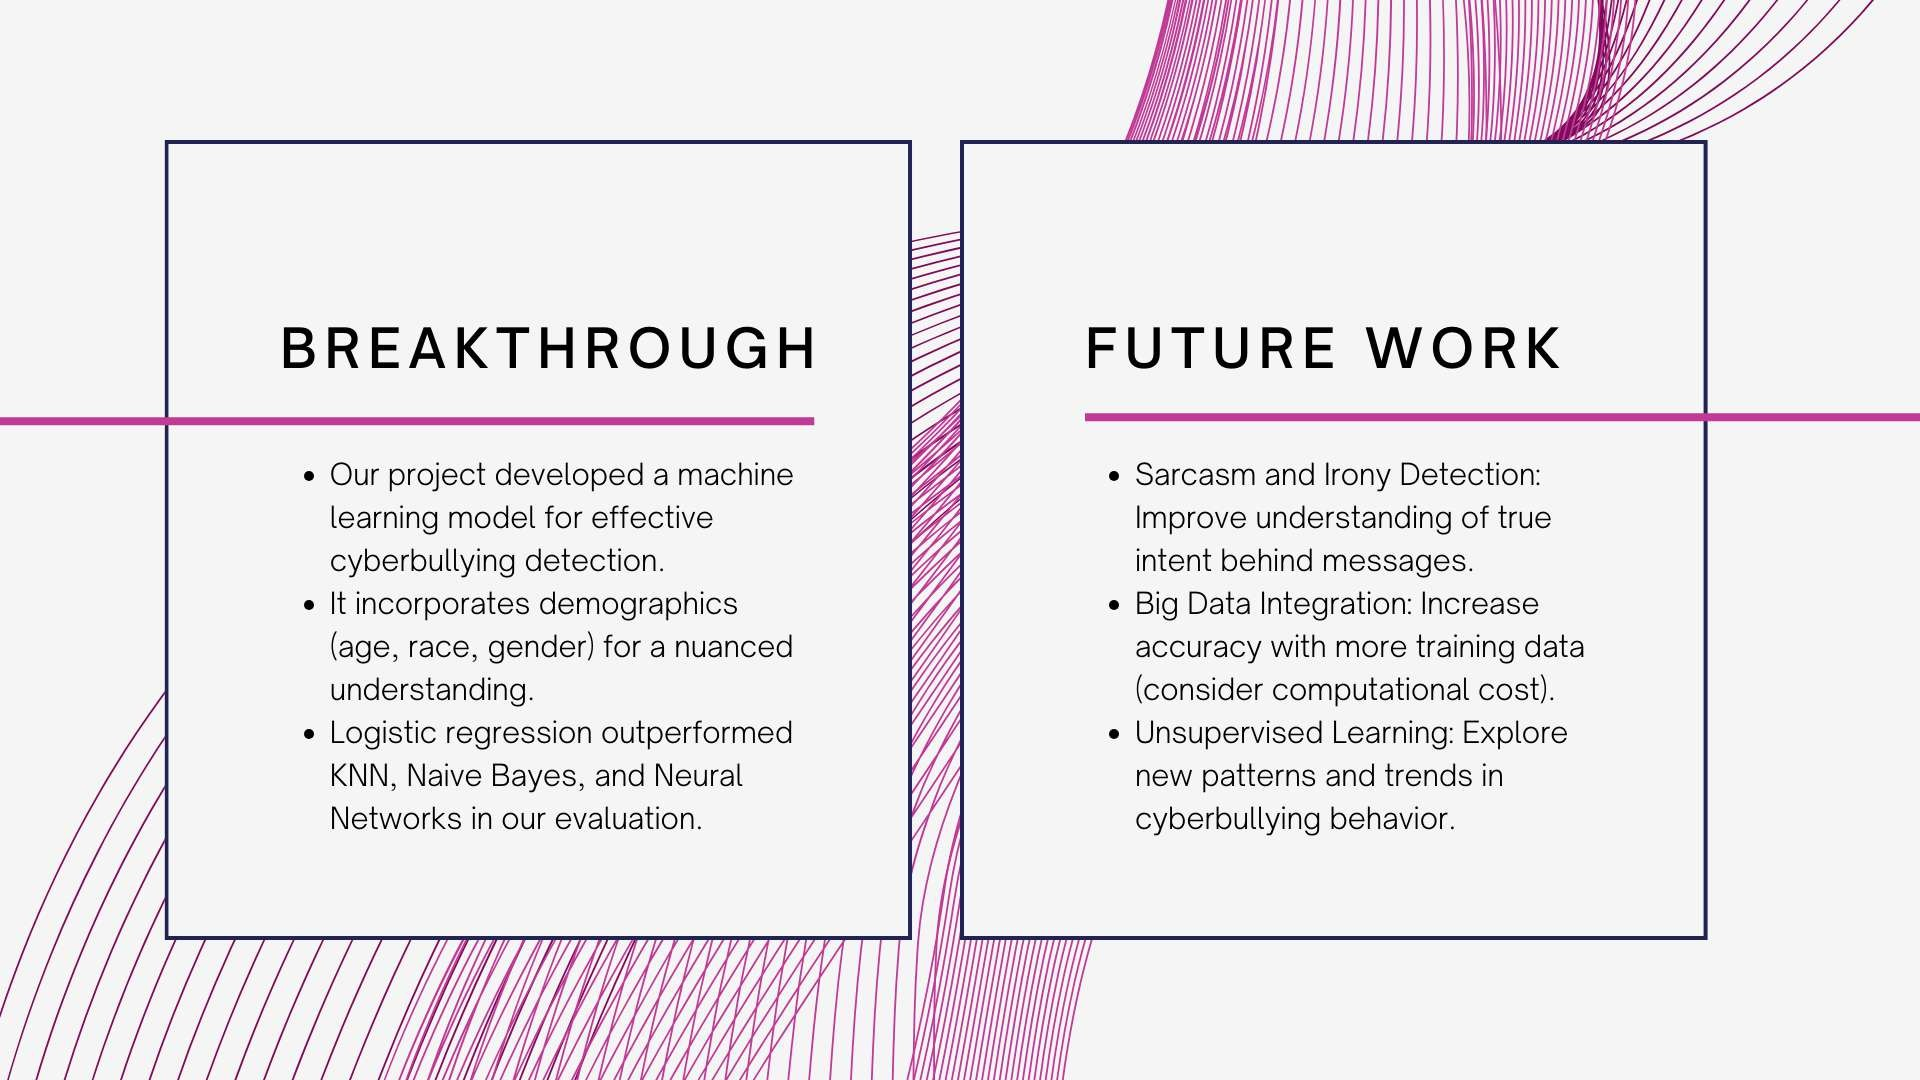 BREAKTHROUGH
• Our project developed a machine
learning model for effective
cyberbullying detection.
• It incorporates demographics
(age, race, gender) for a nuanced
understanding.
• Logistic regression outperformed
KNN, Naive Bayes, and Neural
Networks in our evaluation.
FUTURE WORK
• Sarcasm and Irony Detection:
Improve understanding of true
intent behind messages.
• Big Data Integration: Increase
accuracy with more training data
(consider computational cost).
• Unsupervised Learning: Explore
new patterns and trends in
cyberbullying behavior.